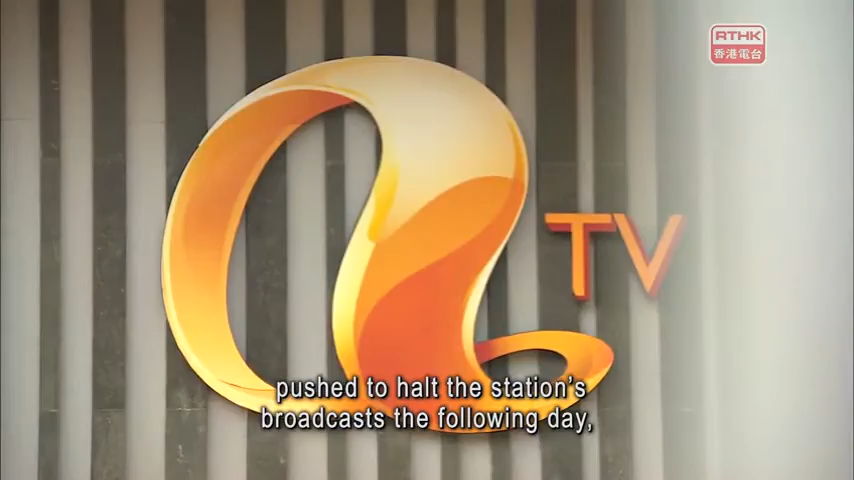 RTHK
香港電台
TV
pushed to halt the station's
broadcasts the following day,